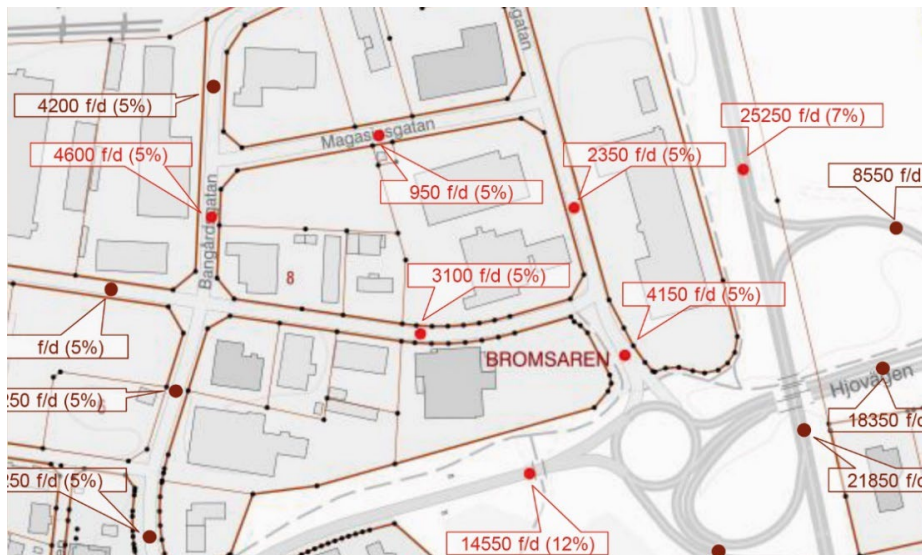 gatan
4200 f/d (5%)
25250 f/d (7%)
Magasinsgatan
4600 f/d (5%)
2350 f/d (5%)
8550 f/d
950 f/d (5%)
Bangårdsgatan
8
3100 f/d (5%)
4150 f/d (5%)
f/d (5%)
BROMSAREN
Hjovägen
250 f/d (5%)
18350 f/d
250 f/d (5%)
21850 f/d
14550 f/d (12%)